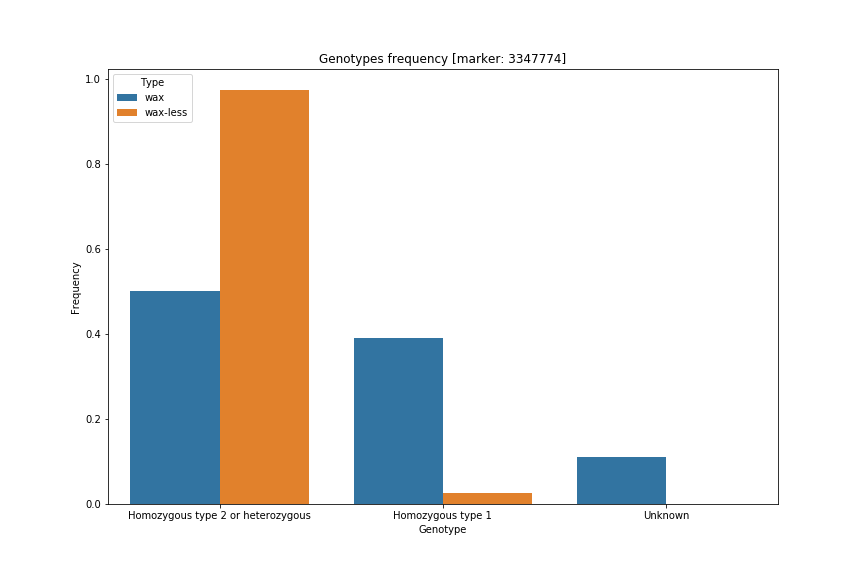 Genotypes frequency [marker: 3347774]
Type
wax
wax-less
1.0
0.8
0.6
0.4
0.2
0.0
Frequency
Homozygous type 2 or heterozygous
Homozygous type 1
Unknown
Genotype